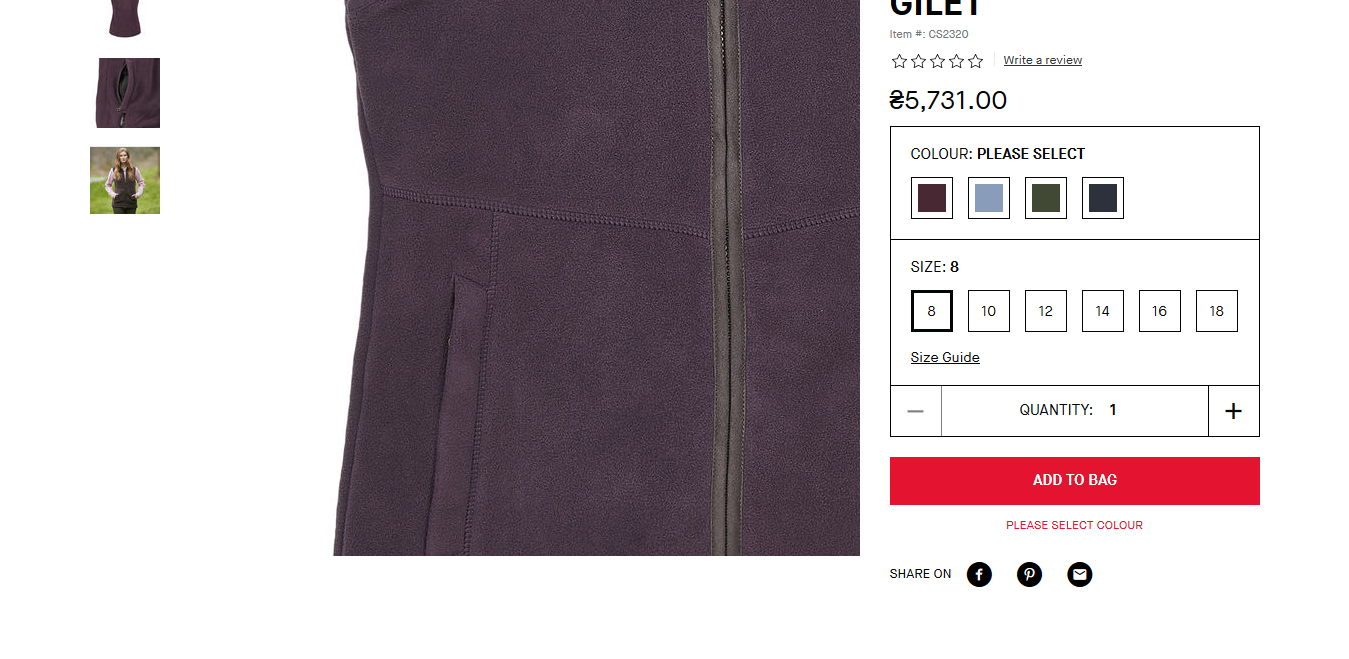 GILET
Item #: CS2320
Write a review
₴5,731.00
COLOUR: PLEASE SELECT
SIZE: 8
8 10 12 14 16 18
Size Guide
QUANTITY: 1
ADD TO BAG
PLEASE SELECT COLOUR
SHARE ON